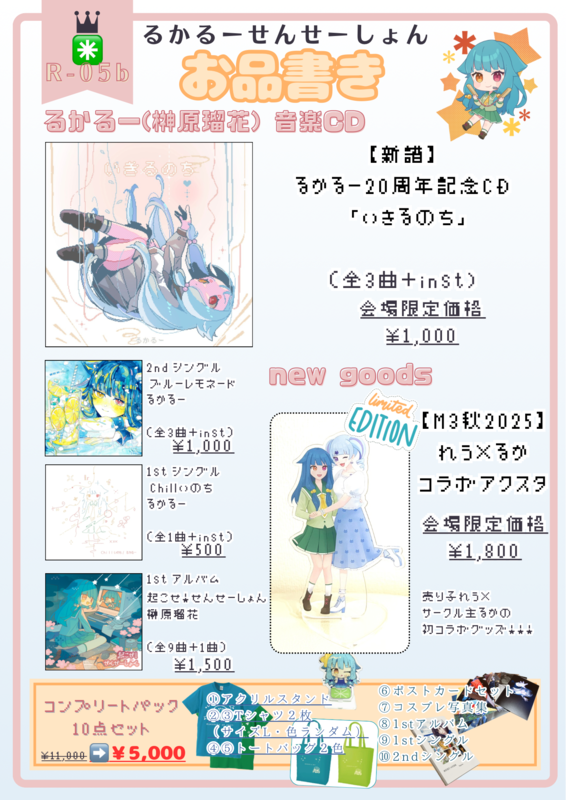 るかるーせんせーしょん
R-05b
お品書き
るかるー(榊原瑠花) 音楽CD
いきるのち
るかるー
【新譜】
るかるー20周年記念CD
「いきるのち」
(全3曲+inst)
会場限定価格
¥1,000
2nd シングル
ブルーレモネード
るかるー
(全3曲+inst)
¥1,000
1st シングル
Chillいのち
るかるー
(全1曲+inst)
¥500
1st アルバム
起こせ★せんせーしょん
榊原瑠花
(全9曲+1曲)
¥1,500
new goods
limited
EDITION
【M3秋2025】
れぅ×るか
コラボアクスタ
会場限定価格
¥1,800
売り子れぅ×
サークル主るかの
初コラボグッズ★★★
コンプリートパック
10点セット
¥11,000➡¥5,000
①アクリルスタンド
②③Tシャツ2枚
(サイズL・色ランダム)
④⑤トートバッグ2色
⑥ポストカードセット
⑦コスプレ写真集
⑧1stアルバム
⑨1stシングル
⑩2ndシングル